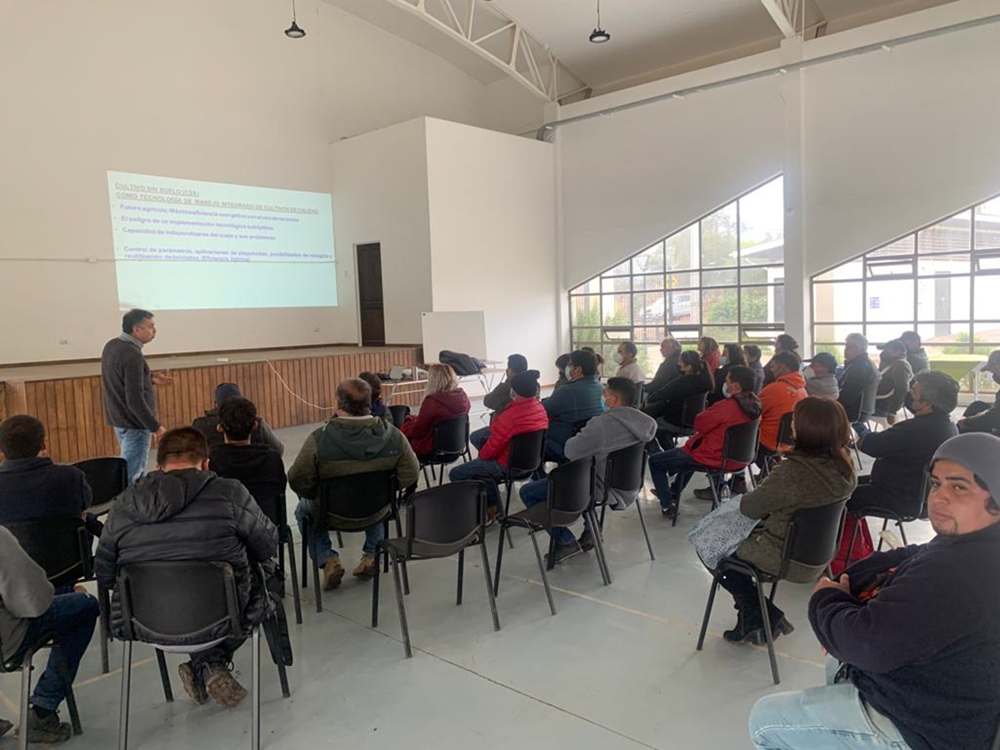 CULTIVO SIN SUELO (CSS)
COMO TECNOLOGÍA DE MANEJO INTEGRADO DE CULTIVOS DE CALIDAD
Futuro agrícola: Máxima eficiencia energética y en el uso de recursos
El peligro de un implementación tecnológica subóptima
Capacidad de independizarse del suelo y sus problemas
Control de parámetros, aplicaciones de plaguicidas, posibilidades de recogida y
reutilización de lixiviados (Eficiencia hídrica)